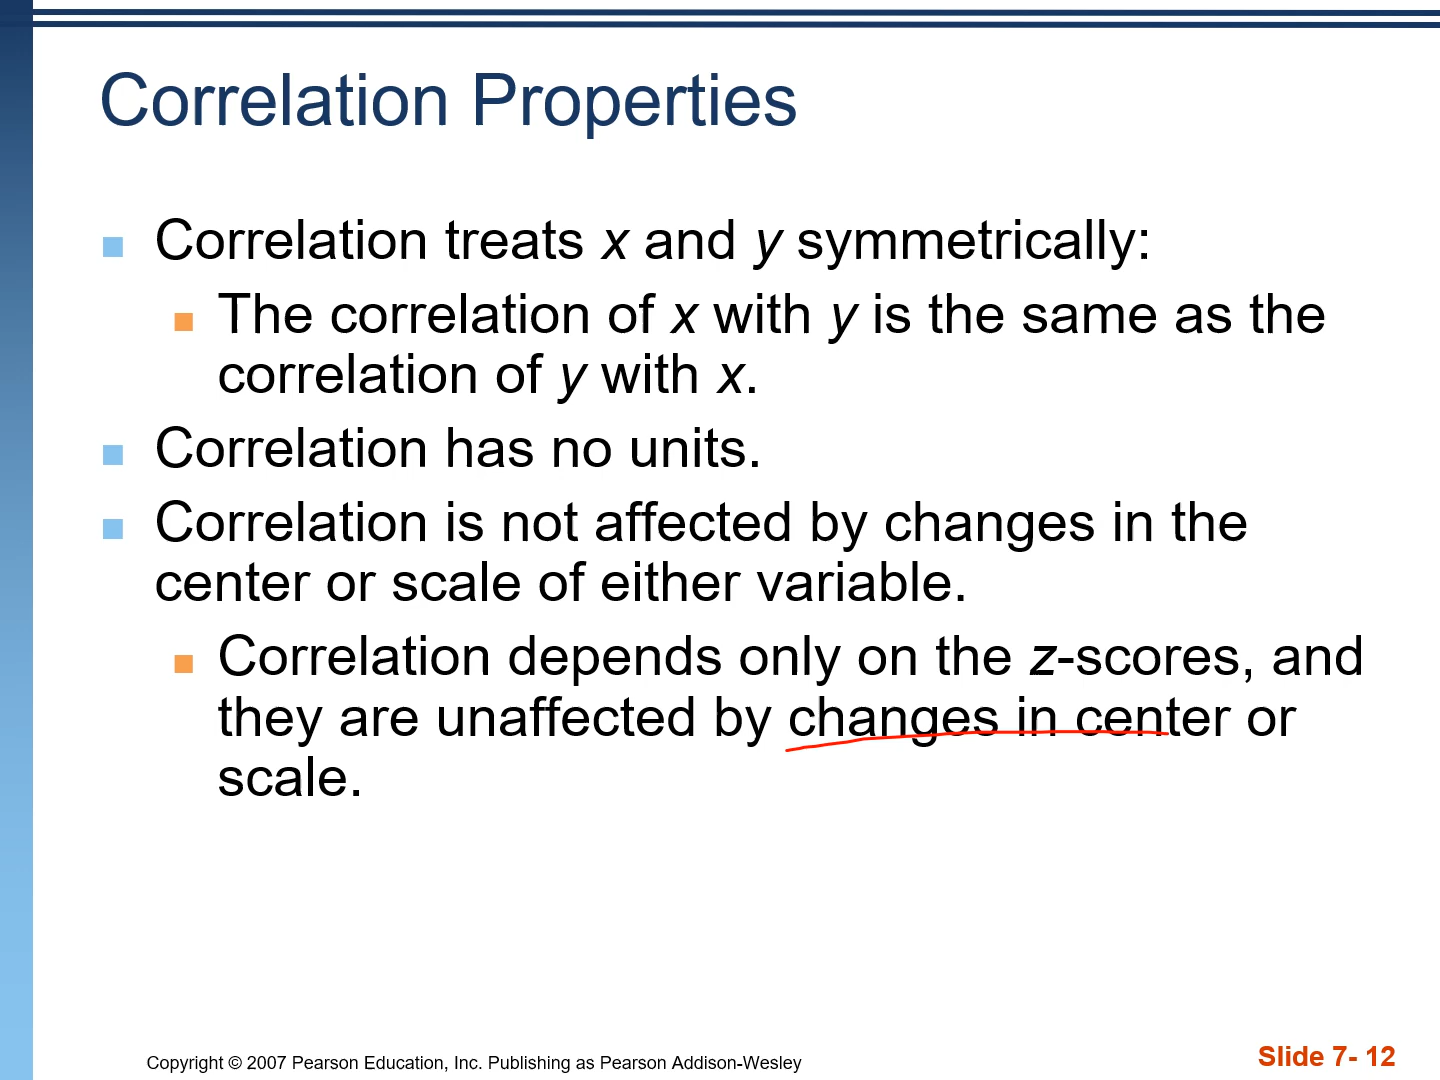 Correlation Properties
Correlation treats x and y symmetrically:
The correlation of x with y is the same as the
correlation of y with x.
Correlation has no units.
Correlation is not affected by changes in the
center or scale of either variable.
Correlation depends only on the z-scores, and
they are unaffected by changes in center or
scale.
Copyright © 2007 Pearson Education, Inc. Publishing as Pearson Addison-Wesley
Slide 7- 12